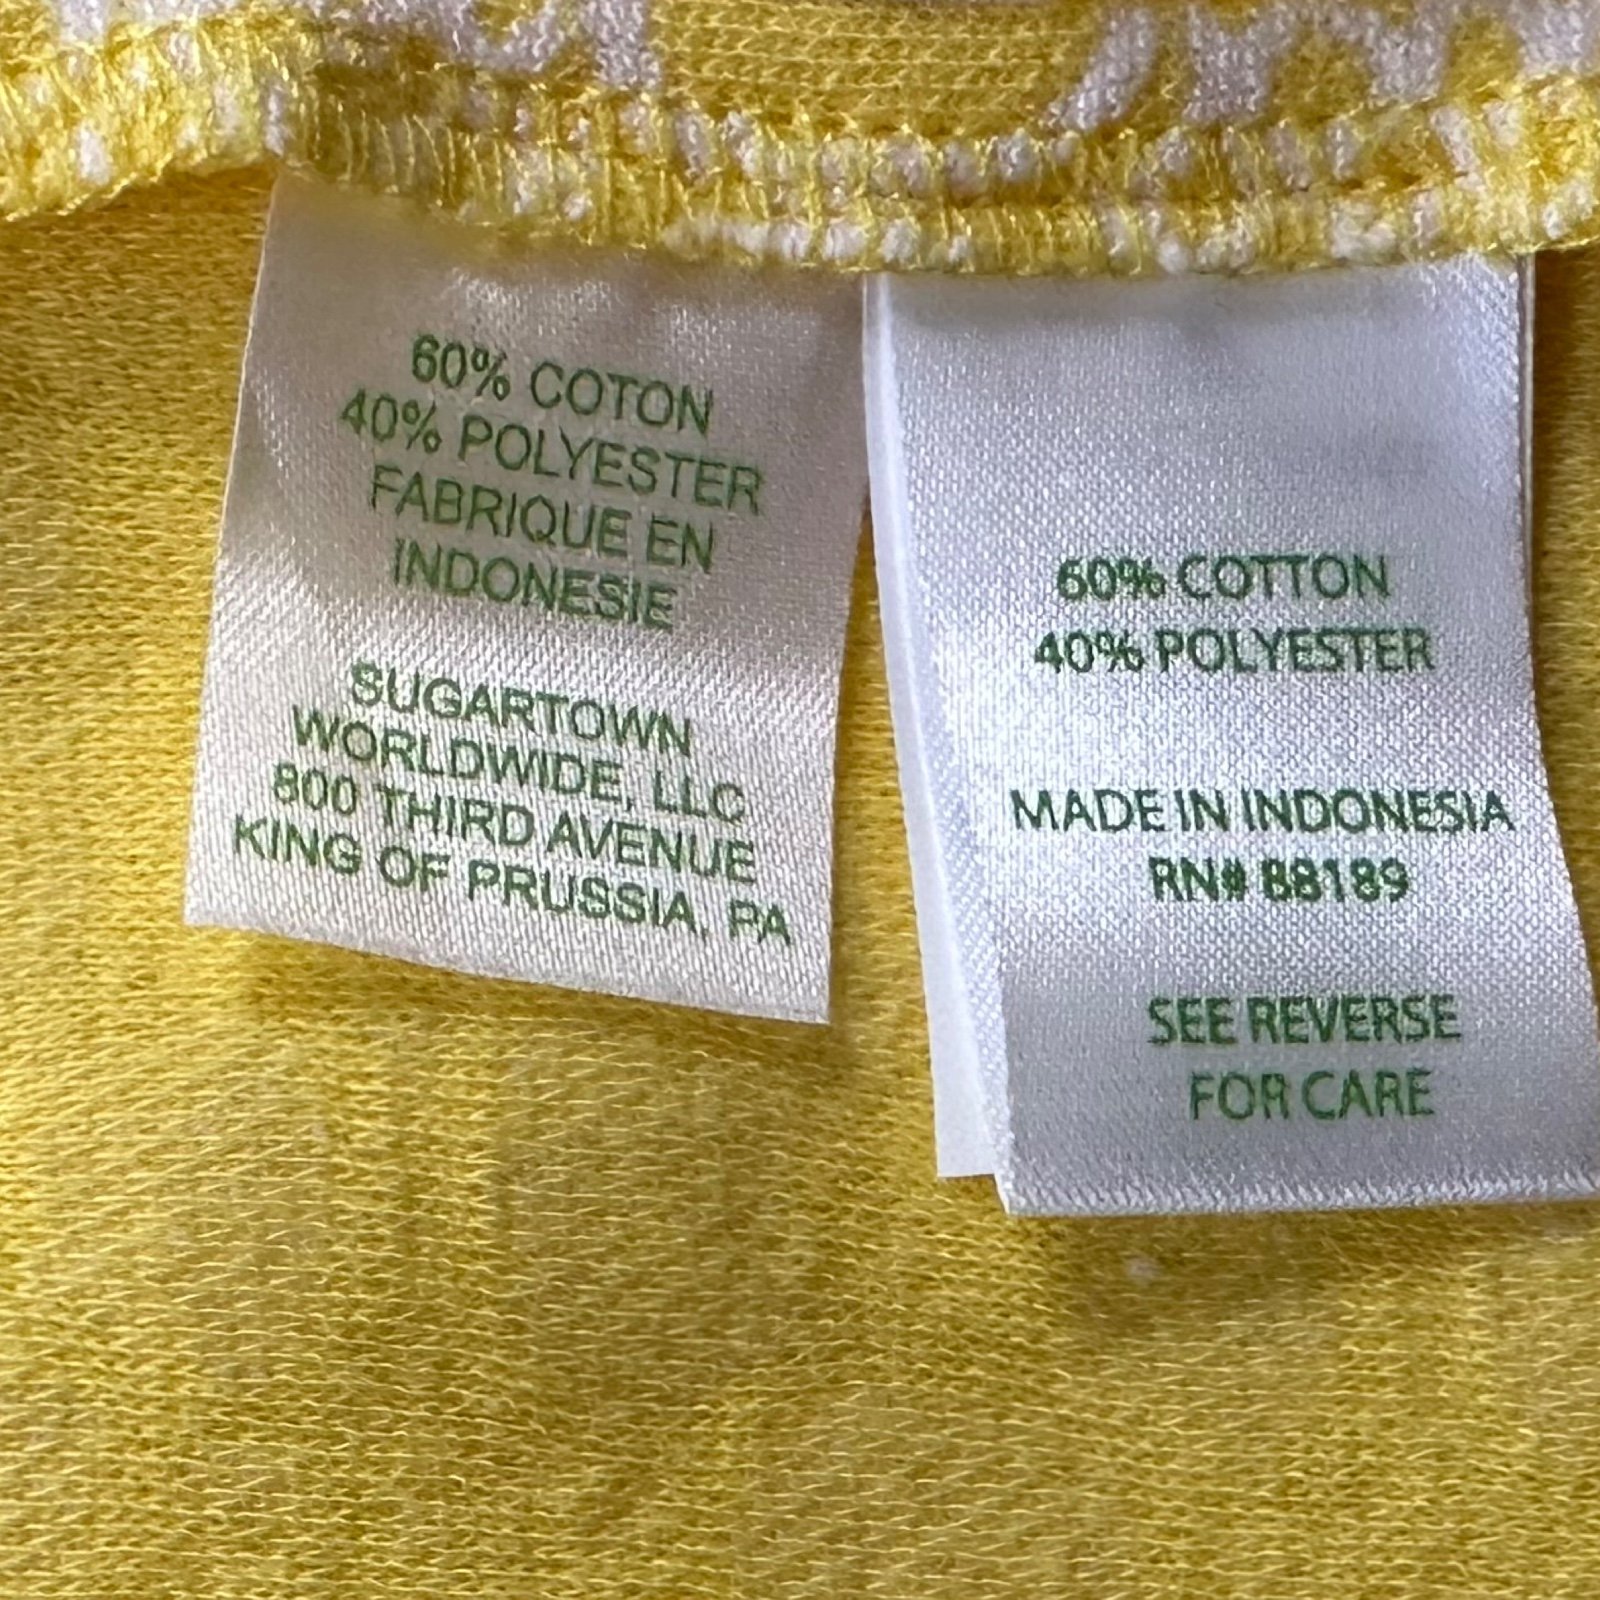 60% COTON
40% POLYESTER
FABRIQUE EN
INDONESIE
SUGARTOWN
WORLDWIDE, LLC
800 THIRD AVENUE
KING OF PRUSSIA, PA
60% COTTON
40% POLYESTER
MADE IN INDONESIA
RN# 88189
SEE REVERSE
FOR CARE